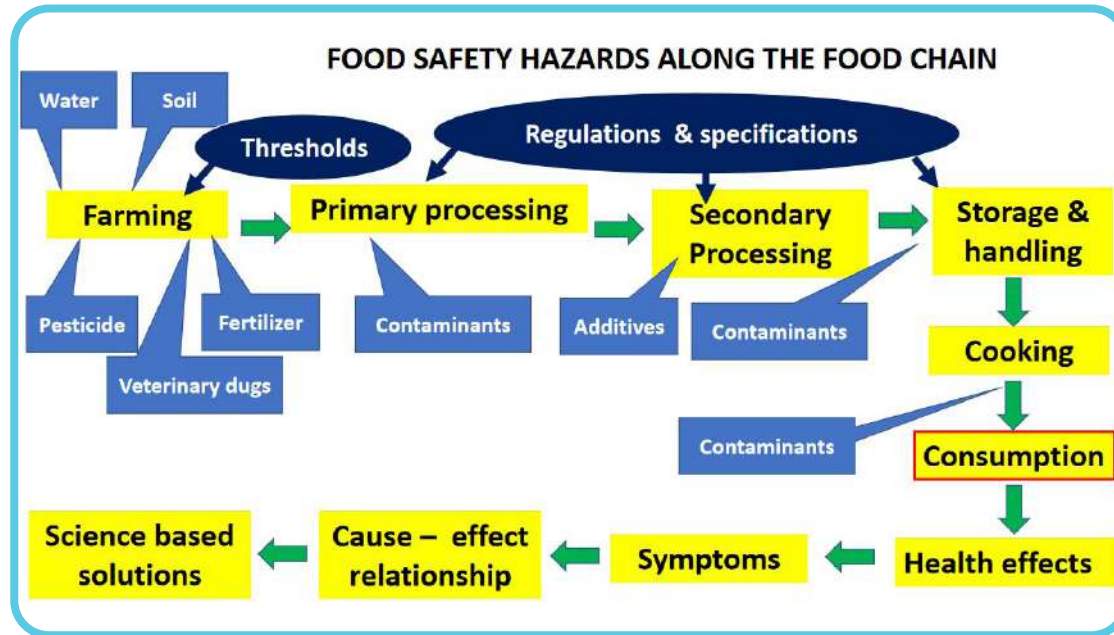 FOOD SAFETY HAZARDS ALONG THE FOOD CHAIN
Water
Soil
Thresholds
Regulations & specifications
Farming
Primary processing
Secondary
Processing
Storage &
handling
Pesticide
Veterinary dugs
Fertilizer
Contaminants
Additives
Contaminants
Cooking
Contaminants
Consumption
Health effects
Symptoms
Cause – effect
relationship
Science based
solutions